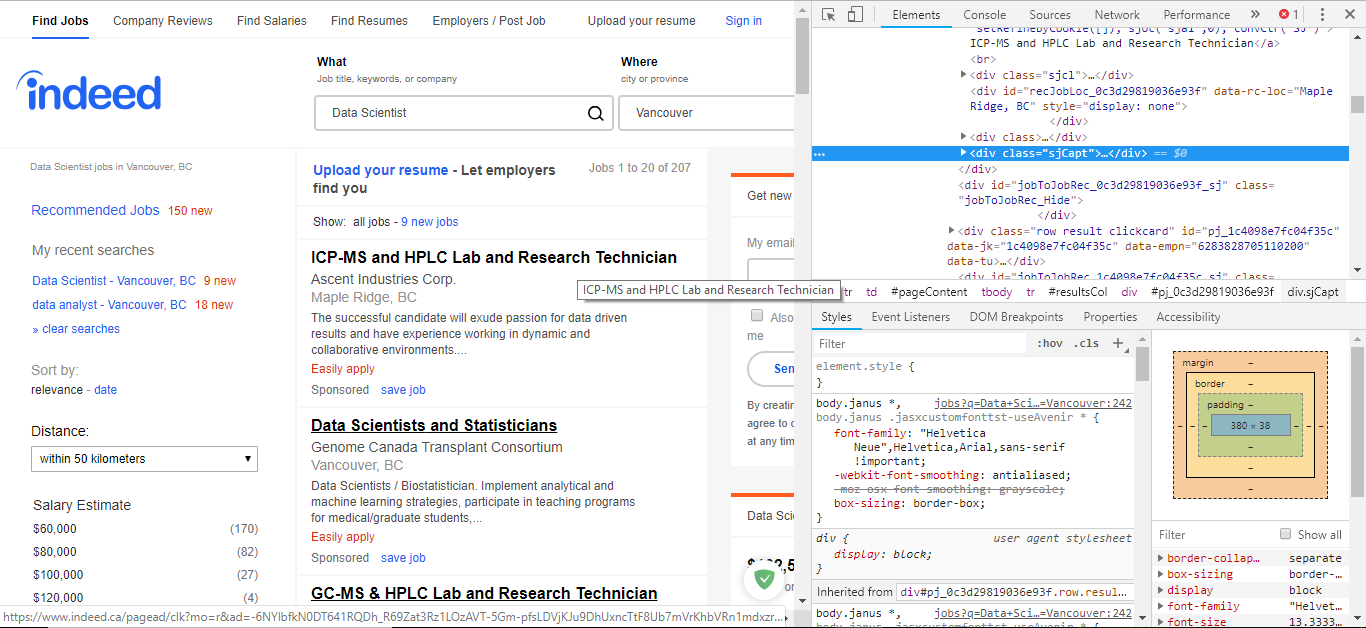 Find Jobs Company Reviews Find Salaries Find Resumes Employers / Post Job Upload your resume Sign in
indeed
What
Job title, keywords, or company
Data Scientist
Where
city or province
Vancouver
Data Scientist jobs in Vancouver, BC
Recommended Jobs 150 new
My recent searches
Data Scientist - Vancouver, BC 9 new
data analyst - Vancouver, BC 18 new
» clear searches
Sort by:
relevance - date
Distance:
within 50 kilometers
Salary Estimate
$60,000 (170)
$80,000 (82)
$100,000 (27)
$120,000 (4)
Upload your resume - Let employers
find you
Jobs 1 to 20 of 207
Show: all jobs - 9 new jobs
ICP-MS and HPLC Lab and Research Technician
Ascent Industries Corp.
Maple Ridge, BC
The successful candidate will exude passion for data driven
results and have experience working in dynamic and
collaborative environments....
Easily apply
Sponsored save job
Data Scientists and Statisticians
Genome Canada Transplant Consortium
Vancouver, BC
Data Scientists / Biostatistician. Implement analytical and
machine learning strategies, participate in teaching programs
for medical/graduate students,...
Easily apply
Sponsored save job
GC-MS & HPLC Lab and Research Technician
Get new
My email
Also
me
Sen
By creatin
agree to o
at any tim
Data Sci
ICP-MS and HPLC Lab and Research Technician
https://www.indeed.ca/pagead/clk?mo=r&ad=-6NYlbfkN0DT641RQDh_R69Zat3Rz1LOzAVT-5Gm-pfsLDVjKJu9DhUxncTtF8Ub7mVrKhbVRn1mdxzr...
Elements Console Sources Network Performance » 1
"setRefineByCookie([]); sjoc('sja1',0); convCtr('SJ')">
ICP-MS and HPLC Lab and Research Technician</a>
<br>
<div class="sjcl">…</div>
<div id="recJobLoc_0c3d29819036e93f" data-rc-loc="Maple
Ridge, BC" style="display: none">
</div>
<div class>…</div>
<div class="sjCapt">…</div> == $0
</div>
<div id="jobToJobRec_0c3d29819036e93f_sj" class=
"jobToJobRec_Hide">
</div>
<div class="row result clickcard" id="pj_1c4098e7fc04f35c"
data-jk="1c4098e7fc04f35c" data-empn="6283828705110200"
data-tu>…</div>
<div id="jobToJobRec_1c4098e7fc04f35c_sj" class=
tr td #pageContent tbody tr #resultsCol div #pj_0c3d29819036e93f div.sjCapt
Styles Event Listeners DOM Breakpoints Properties Accessibility
Filter :hov .cls +
element.style {
}
body.janus *, jobs?q=Data+Sci…=Vancouver:242
body.janus .jasxcustomfonttst-useAvenir * {
font-family: "Helvetica
Neue",Helvetica,Arial,sans-serif
!important;
-webkit-font-smoothing: antialiased;
-moz-osx-font-smoothing: grayscale;
box-sizing: border-box;
}
div { user agent stylesheet
display: block;
}
Inherited from div#pj_0c3d29819036e93f.row.resul…
body.janus *, jobs?q=Data+Sci…=Vancouver:242
body.janus .jasxcustomfonttst-useAvenir * {
margin –
border –
padding –
– – – 380 × 38 – – –
–
–
–
Filter Show all
border-collap… separate
box-sizing border-…
display block
font-family "Helvet…
font-size 13.3333…